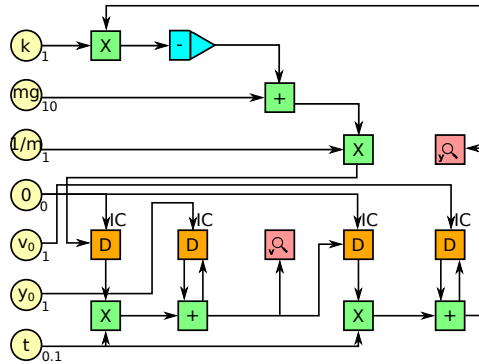 k 1 X -
mg 10 +
1/m 1 X y
0 0 IC IC IC IC
v0 1 D D v D D
y0 1 X + X +
t 0.1